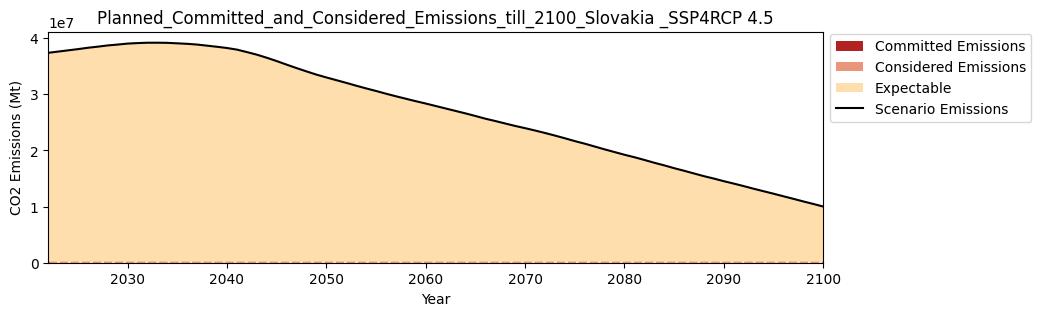 Planned_Committed_and_Considered_Emissions_till_2100_Slovakia _SSP4RCP 4.5
1e7
4
3
2
1
0
CO2 Emissions (Mt)
2030 2040 2050 2060 2070 2080 2090 2100
Year
Committed Emissions
Considered Emissions
Expectable
Scenario Emissions